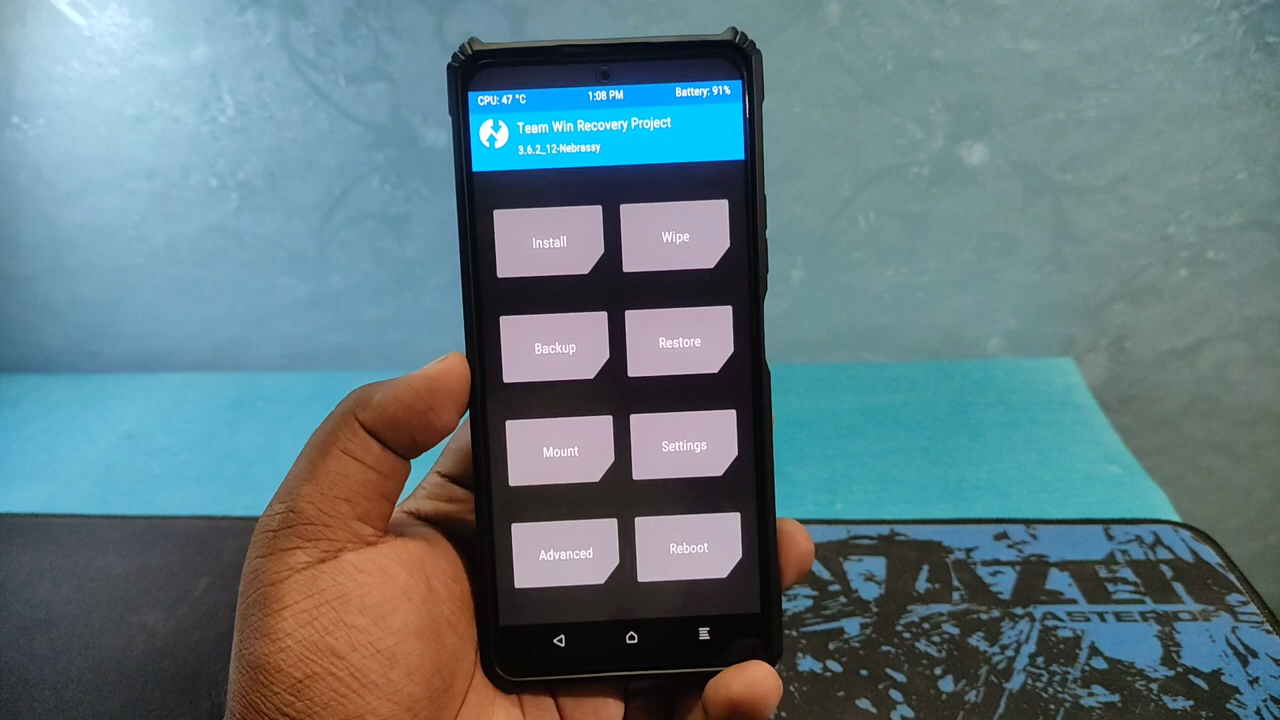 CPU: 47 °C 1:08 PM Battery: 91%
Team Win Recovery Project
3.6.2_12-Nebrassy
Install Wipe
Backup Restore
Mount Settings
Advanced Reboot